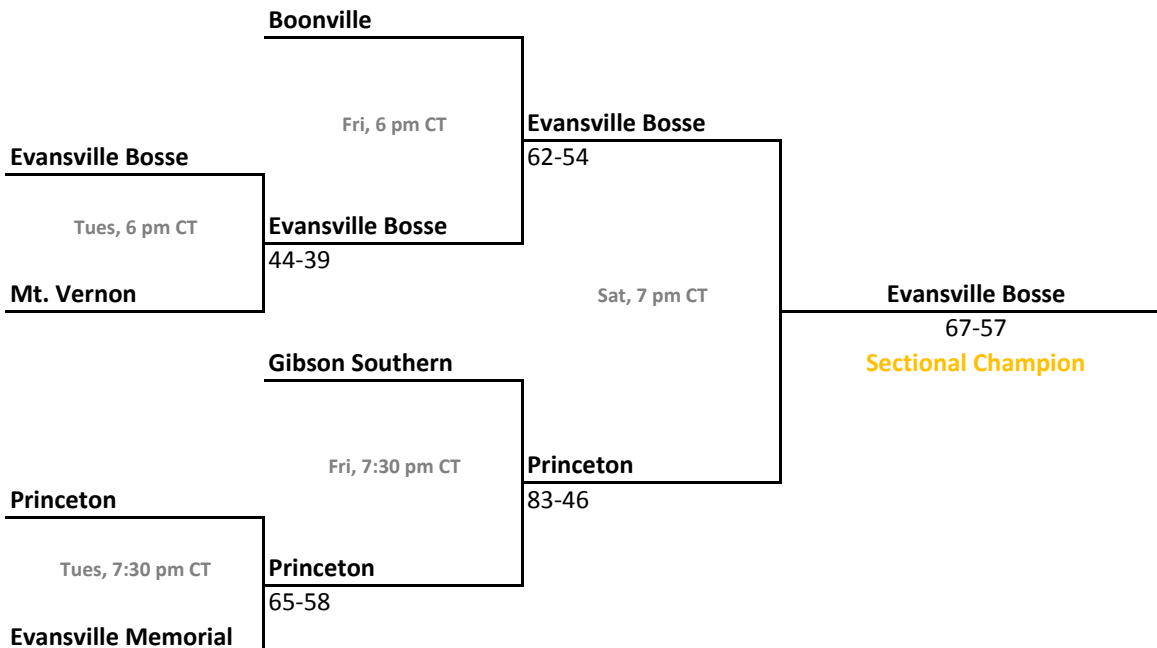 Boonville
Fri, 6 pm CT
Evansville Bosse
Evansville Bosse
62-54
Tues, 6 pm CT
Evansville Bosse
44-39
Mt. Vernon
Sat, 7 pm CT
Evansville Bosse
67-57
Gibson Southern
Sectional Champion
Fri, 7:30 pm CT
Princeton
Princeton
83-46
Tues, 7:30 pm CT
Princeton
65-58
Evansville Memorial